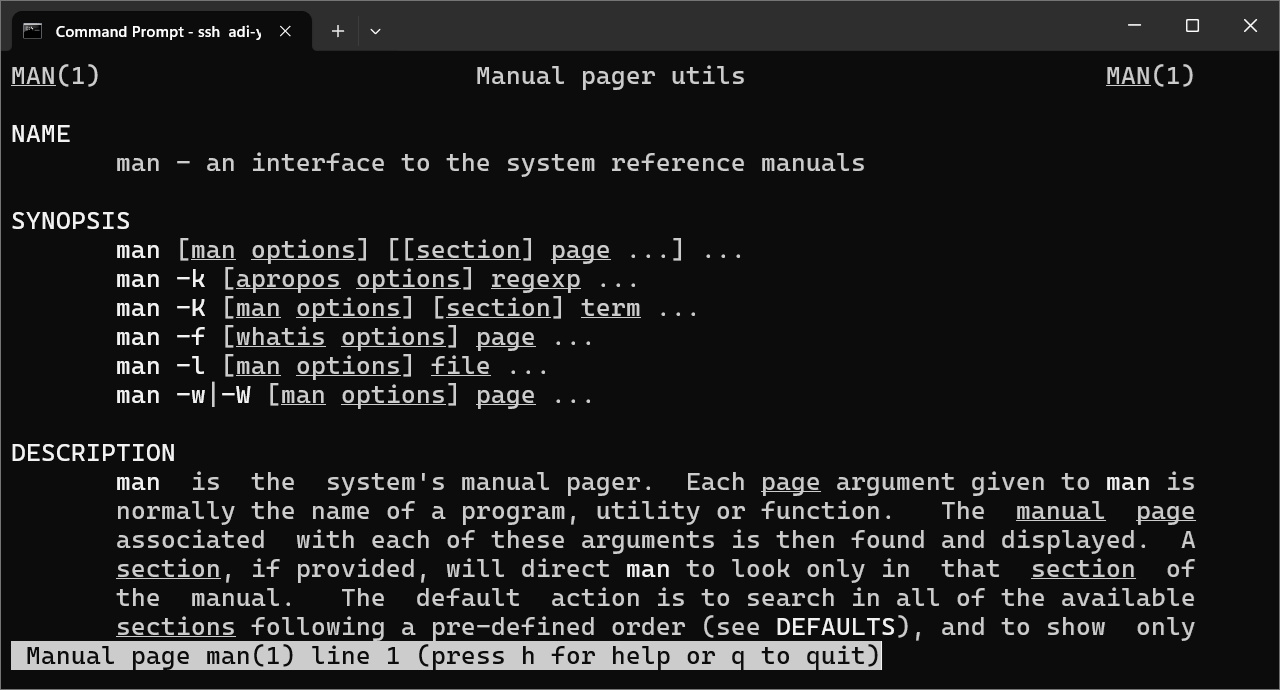 Command Prompt - ssh adi-y
MAN(1) Manual pager utils MAN(1)
NAME
man - an interface to the system reference manuals
SYNOPSIS
man [man options] [[section] page ...] ...
man -k [apropos options] regexp ...
man -K [man options] [section] term ...
man -f [whatis options] page ...
man -l [man options] file ...
man -w|-W [man options] page ...
DESCRIPTION
man is the system's manual pager. Each page argument given to man is
normally the name of a program, utility or function. The manual page
associated with each of these arguments is then found and displayed. A
section, if provided, will direct man to look only in that section of
the manual. The default action is to search in all of the available
sections following a pre-defined order (see DEFAULTS), and to show only
Manual page man(1) line 1 (press h for help or q to quit)